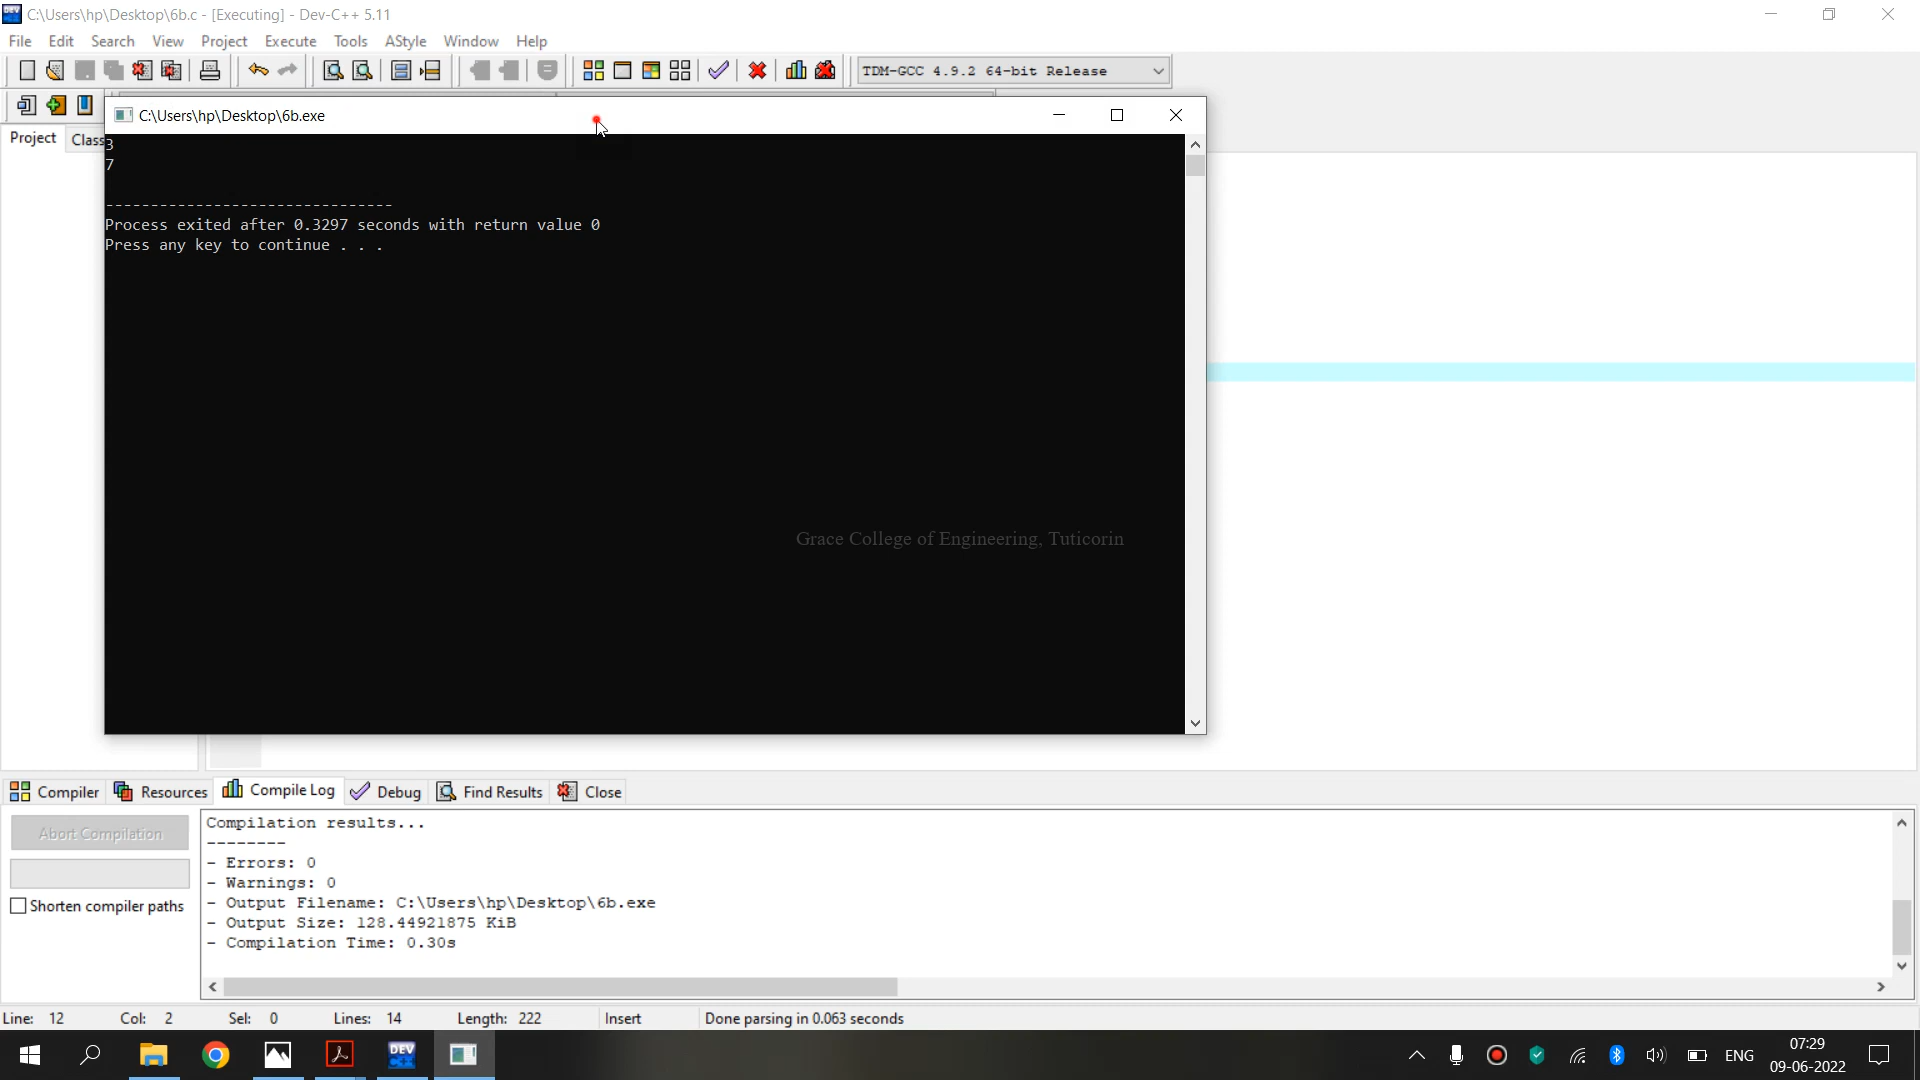 C:\Users\hp\Desktop\6b.c - [Executing] - Dev-C++ 5.11
File Edit Search View Project Execute Tools AStyle Window Help
TDM-GCC 4.9.2 64-bit Release
C:\Users\hp\Desktop\6b.exe
Project Class
3
7
--------------------------------
Process exited after 0.3297 seconds with return value 0
Press any key to continue . . .
Grace College of Engineering, Tuticorin
Compiler Resources Compile Log Debug Find Results Close
Abort Compilation
Shorten compiler paths
Compilation results...
--------
- Errors: 0
- Warnings: 0
- Output Filename: C:\Users\hp\Desktop\6b.exe
- Output Size: 128.44921875 KiB
- Compilation Time: 0.30s
Line: 12 Col: 2 Sel: 0 Lines: 14 Length: 222 Insert Done parsing in 0.063 seconds
DEV
ENG
07:29
09-06-2022